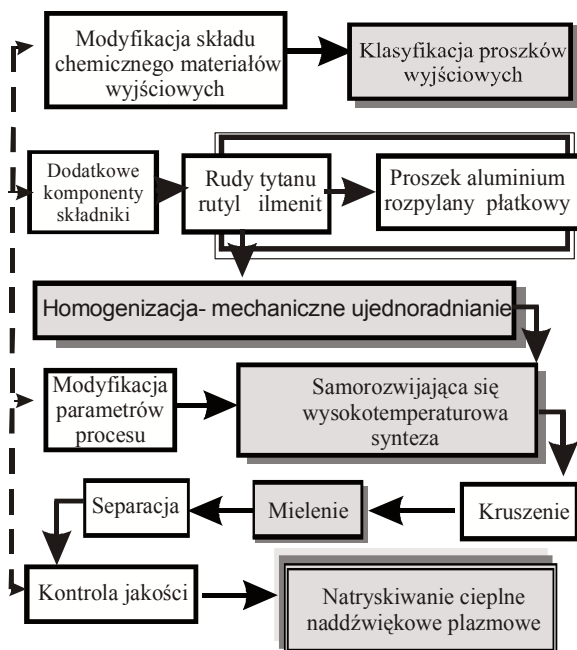 Modyfikacja składu
chemicznego materiałów
wyjściowych
Klasyfikacja proszków
wyjściowych
Dodatkowe
komponenty
składniki
Rudy tytanu
rutyl ilmenit
Proszek aluminium
rozpylany płatkowy
Homogenizacja- mechaniczne ujednoradnianie
Modyfikacja
parametrów
procesu
Samorozwijająca się
wysokotemperaturowa
synteza
Separacja
Mielenie
Kruszenie
Kontrola jakości
Natryskiwanie cieplne
naddźwiękowe plazmowe